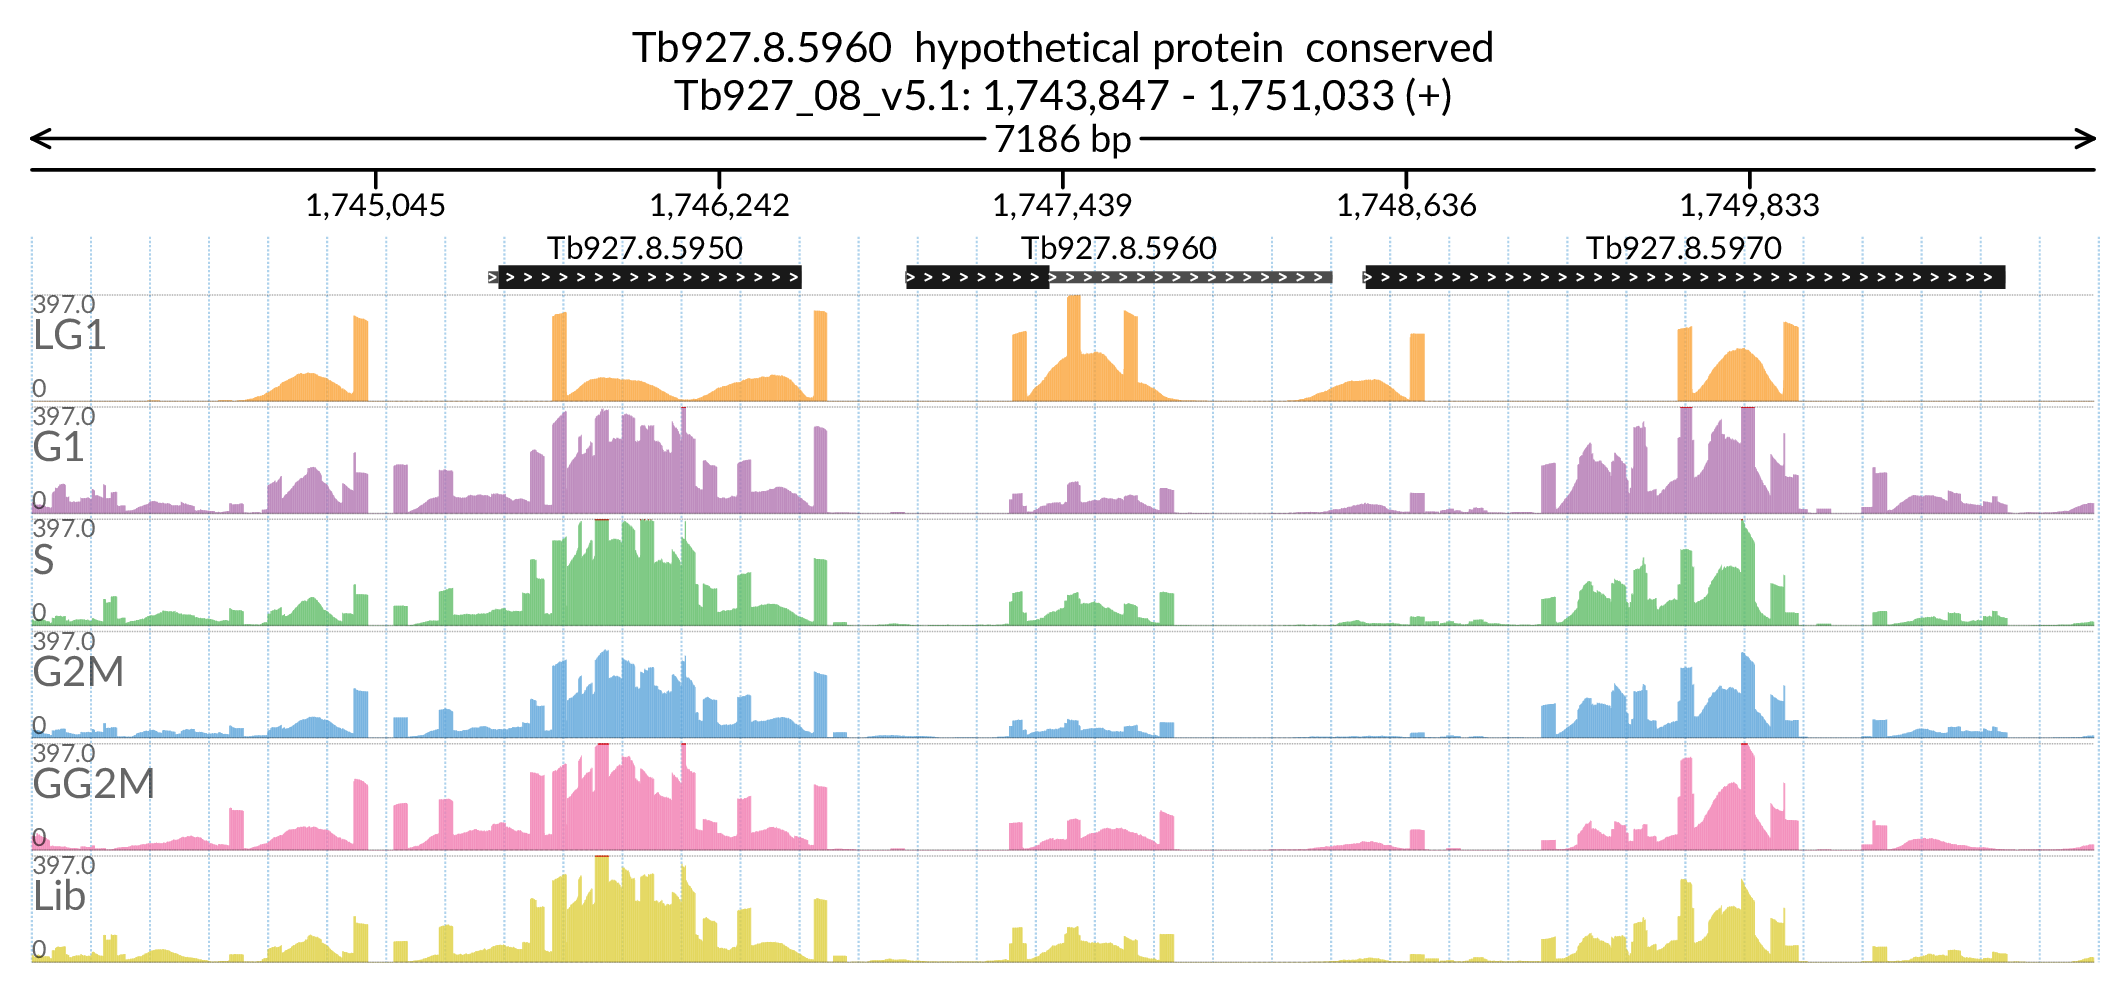 Tb927.8.5960 hypothetical protein conserved
Tb927_08_v5.1: 1,743,847 - 1,751,033 (+)
7186 bp
1,745,045 1,746,242 1,747,439 1,748,636 1,749,833
Tb927.8.5950 Tb927.8.5960 Tb927.8.5970
397.0
LG1
0
397.0
G1
0
397.0
S
0
397.0
G2M
0
397.0
GG2M
0
397.0
Lib
0